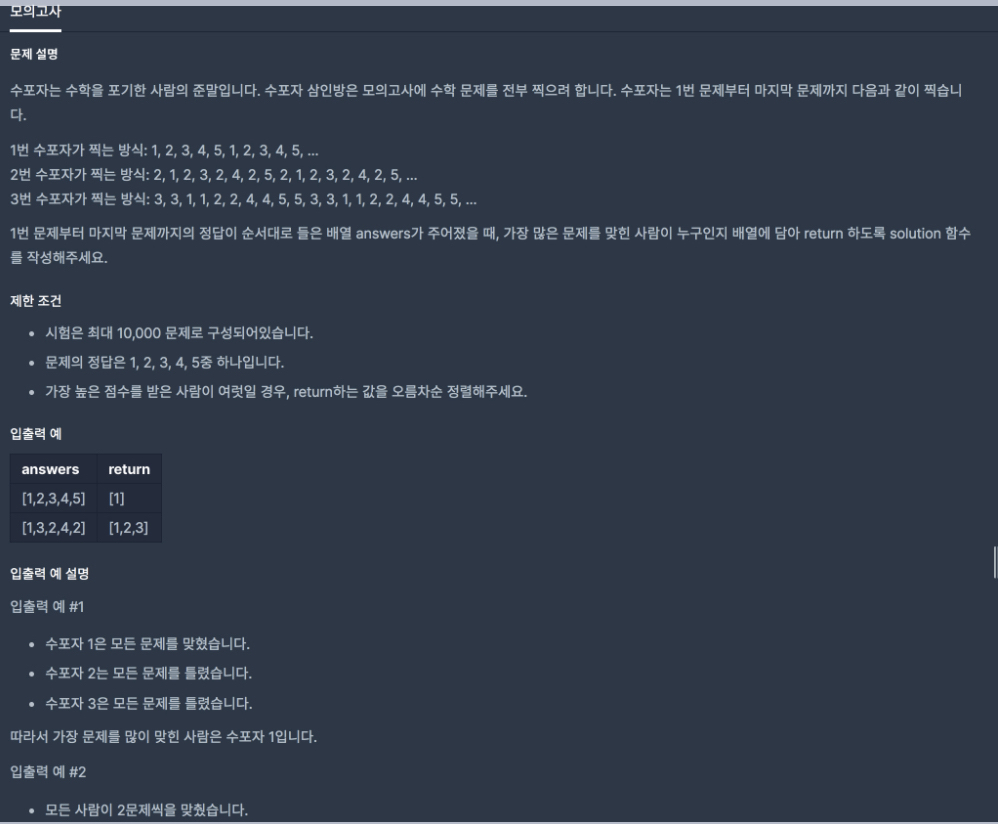 모의고사
문제 설명
수포자는 수학을 포기한 사람의 준말입니다. 수포자 삼인방은 모의고사에 수학 문제를 전부 찍으려 합니다. 수포자는 1번 문제부터 마지막 문제까지 다음과 같이 찍습니
다.
1번 수포자가 찍는 방식: 1, 2, 3, 4, 5, 1, 2, 3, 4, 5, ...
2번 수포자가 찍는 방식: 2, 1, 2, 3, 2, 4, 2, 5, 2, 1, 2, 3, 2, 4, 2, 5, ...
3번 수포자가 찍는 방식: 3, 3, 1, 1, 2, 2, 4, 4, 5, 5, 3, 3, 1, 1, 2, 2, 4, 4, 5, 5, ...
1번 문제부터 마지막 문제까지의 정답이 순서대로 들은 배열 answers가 주어졌을 때, 가장 많은 문제를 맞힌 사람이 누구인지 배열에 담아 return 하도록 solution 함수
를 작성해주세요.
제한 조건
• 시험은 최대 10,000 문제로 구성되어있습니다.
• 문제의 정답은 1, 2, 3, 4, 5중 하나입니다.
• 가장 높은 점수를 받은 사람이 여럿일 경우, return하는 값을 오름차순 정렬해주세요.
입출력 예
answers return
[1,2,3,4,5] [1]
[1,3,2,4,2] [1,2,3]
입출력 예 설명
입출력 예 #1
• 수포자 1은 모든 문제를 맞혔습니다.
• 수포자 2는 모든 문제를 틀렸습니다.
• 수포자 3은 모든 문제를 틀렸습니다.
따라서 가장 문제를 많이 맞힌 사람은 수포자 1입니다.
입출력 예 #2
• 모든 사람이 2문제씩을 맞췄습니다.